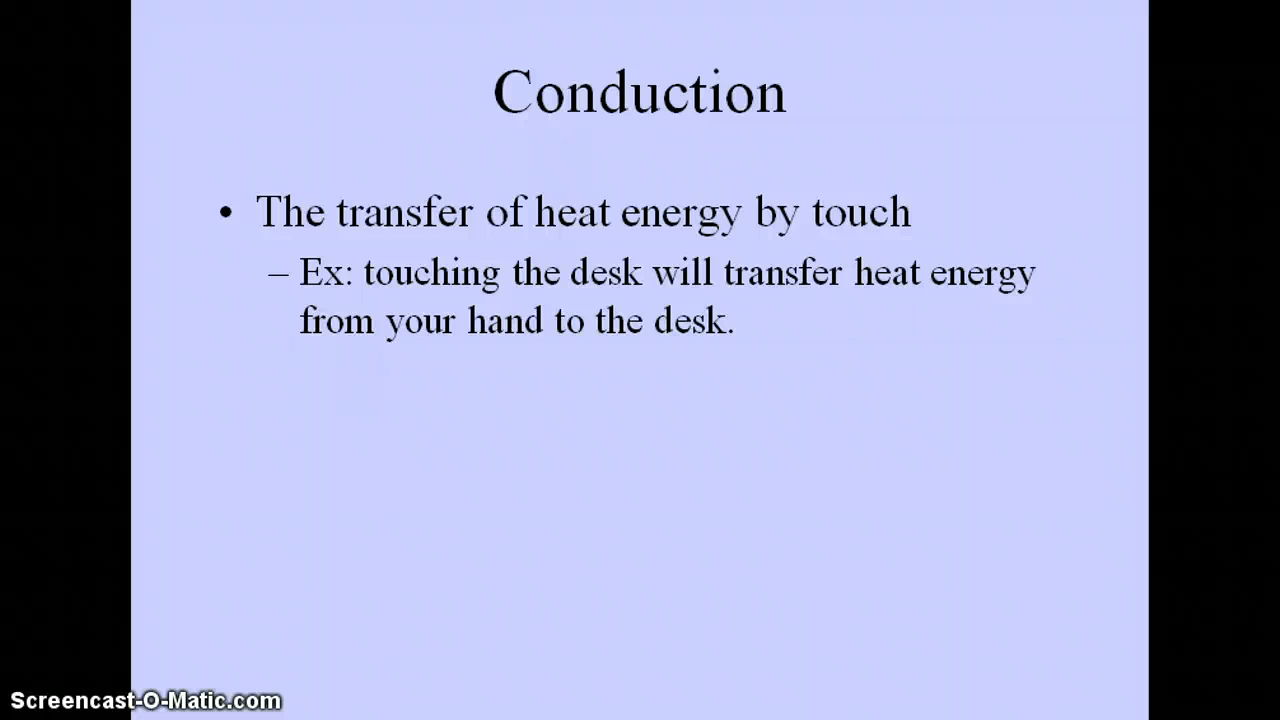 Conduction
• The transfer of heat energy by touch
– Ex: touching the desk will transfer heat energy
from your hand to the desk.
Screencast-O-Matic.com